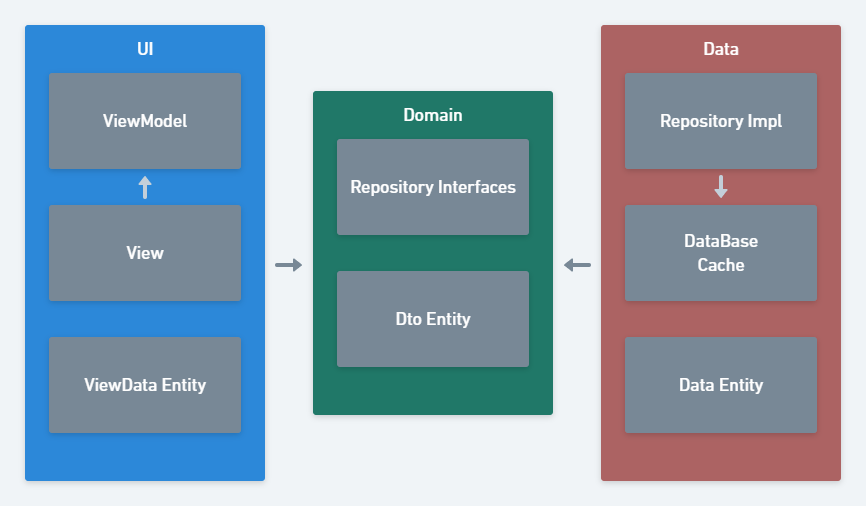 UI
ViewModel
View
ViewData Entity
Domain
Repository Interfaces
Dto Entity
Data
Repository Impl
DataBase
Cache
Data Entity